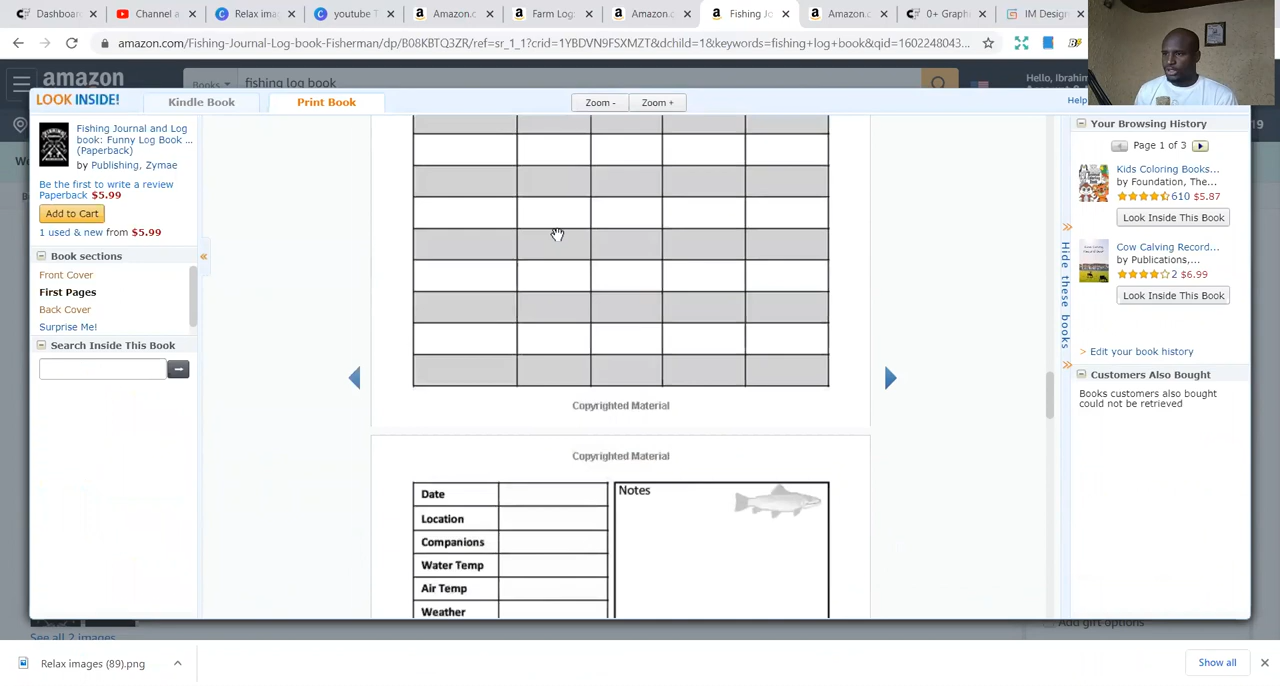 Dashboard
Channel a
Relax ima
youtube T
Amazon.c
Farm Log
Amazon.c
Fishing Jo
Amazon.c
0+ Graph
IM Design
amazon.com/Fishing-Journal-Log-book-Fisherman/dp/B08KBTQ3ZR/ref=sr_1_1?crid=1YBDVN9FSXMZT&dchild=1&keywords=fishing+log+book&qid=1602248043...
amazon
Books
fishing log book
Hello, Ibrahim
LOOK INSIDE!
Kindle Book
Print Book
Zoom -
Zoom +
Help
Fishing Journal and Log
book: Funny Log Book ...
(Paperback)
by Publishing, Zymae
Be the first to write a review
Paperback $5.99
Add to Cart
1 used & new from $5.99
Book sections
Front Cover
First Pages
Back Cover
Surprise Me!
Search Inside This Book
Copyrighted Material
Copyrighted Material
Date
Location
Companions
Water Temp
Air Temp
Weather
Notes
Your Browsing History
Page 1 of 3
Kids Coloring Books...
by Foundation, The...
610 $5.87
Look Inside This Book
Cow Calving Record...
by Publications,...
2 $6.99
Look Inside This Book
Hide these books
> Edit your book history
Customers Also Bought
Books customers also bought
could not be retrieved
See all 2 images
Add gift options
Relax images (89).png
Show all